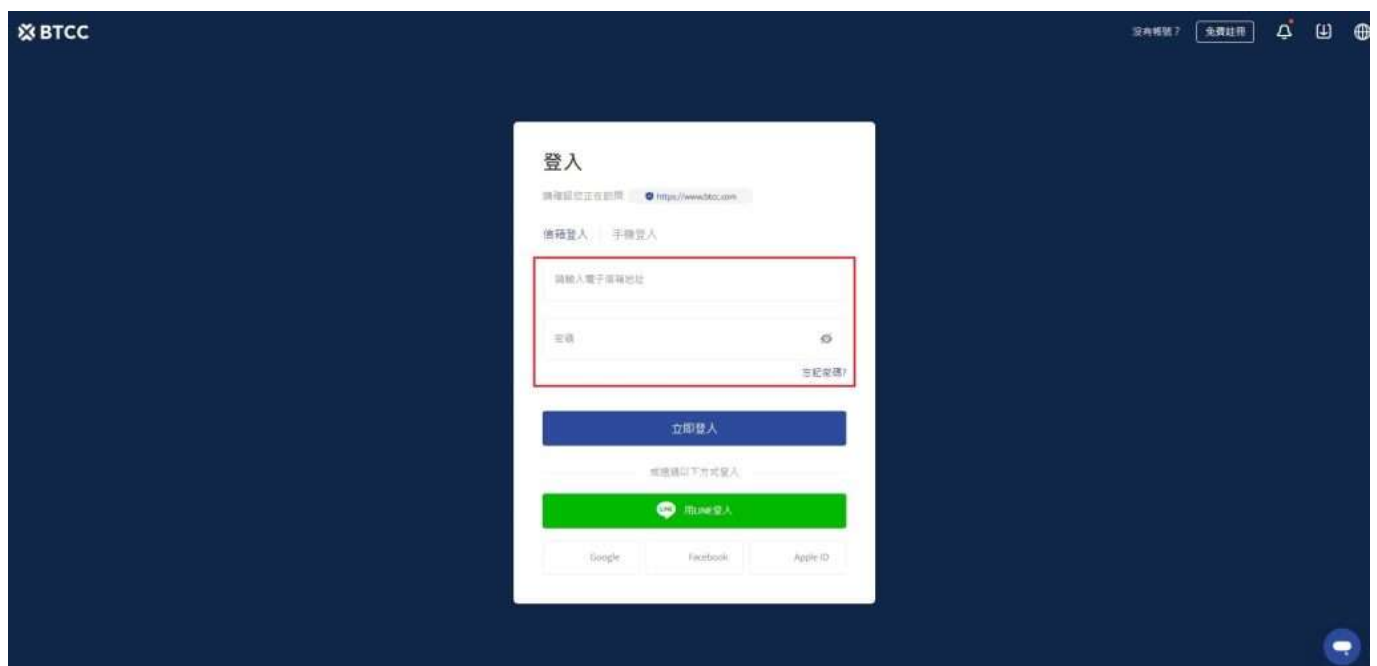 BTCC
沒有帳號? 免費註冊
登入
請確認您正在訪問 https://www.btcc.com
信箱登入 手機登入
請輸入電子信箱地址
密碼
忘記密碼?
立即登入
或透過以下方式登入
LINE 用LINE登入
Google Facebook Apple ID